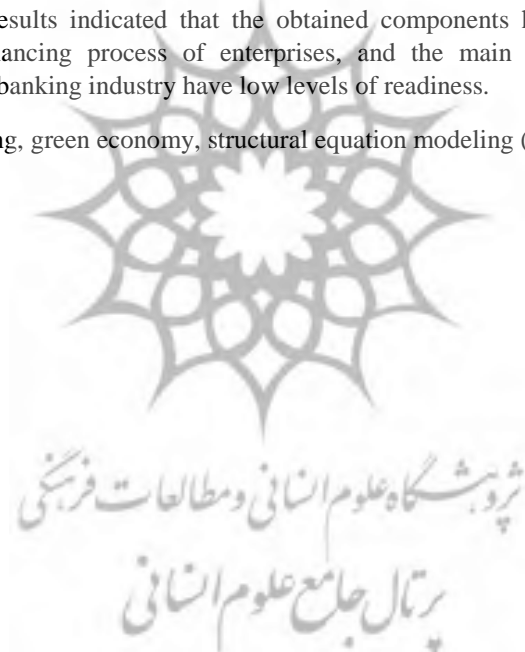 esults indicated that the obtained components l
ancing process of enterprises, and the main
banking industry have low levels of readiness.
ng, green economy, structural equation modeling (
پژوهشگاه علوم انسانی و مطالعات فرهنگی
پرتال جامع علوم انسانی